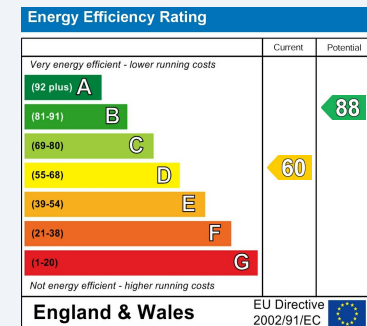 Energy Efficiency Rating
Current Potential
Very energy efficient - lower running costs
(92 plus) A
(81-91) B
88
(69-80) C
(55-68) D
60
(39-54) E
(21-38) F
(1-20) G
Not energy efficient - higher running costs
England & Wales
EU Directive
2002/91/EC